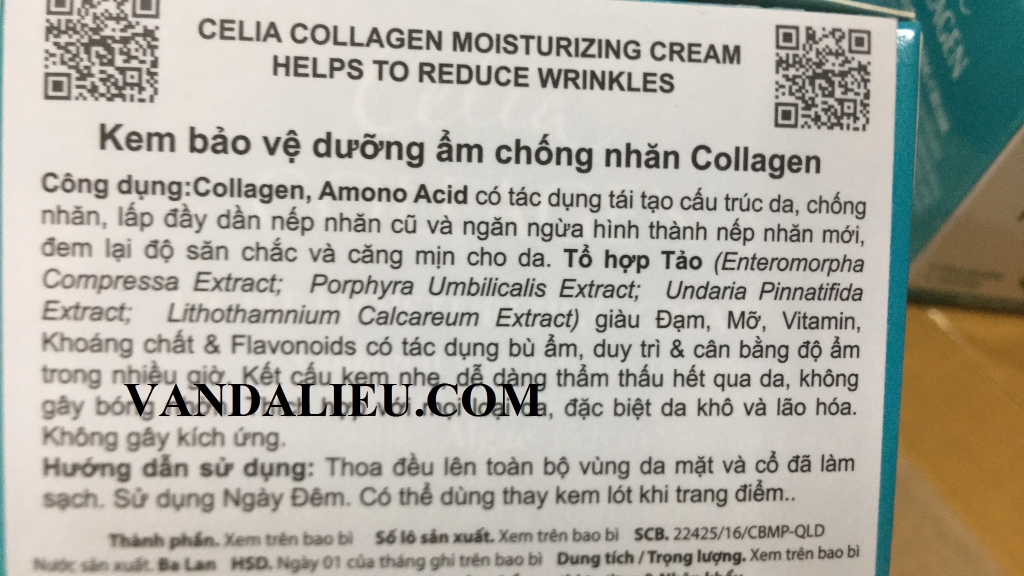 CELIA COLLAGEN MOISTURIZING CREAM
HELPS TO REDUCE WRINKLES
Kem bảo vệ dưỡng ẩm chống nhăn Collagen
Công dụng:Collagen, Amono Acid có tác dụng tái tạo cấu trúc da, chống
nhăn, lấp đầy dần nếp nhăn cũ và ngăn ngừa hình thành nếp nhăn mới,
đem lại độ săn chắc và căng mịn cho da. Tổ hợp Tảo (Enteromorpha
Compressa Extract; Porphyra Umbilicalis Extract; Undaria Pinnatifida
Extract; Lithothamnium Calcareum Extract) giàu Đạm, Mỡ, Vitamin,
Khoáng chất & Flavonoids có tác dụng bù ẩm, duy trì & cân bằng độ ẩm
trong nhiều giờ. Kết cấu kem nhẹ, dễ dàng thẩm thấu hết qua da, không
VANDALIEU.COM
gây bóng da, đặc biệt da khô và lão hóa.
Không gây kích ứng.
Hướng dẫn sử dụng: Thoa đều lên toàn bộ vùng da mặt và cổ đã làm
sạch. Sử dụng Ngày Đêm. Có thể dùng thay kem lót khi trang điểm..
Thành phần. Xem trên bao bì Số lô sản xuất. Xem trên bao bì SCB. 22425/16/CBMP-QLD
Nước sản xuất. Ba Lan HSD. Ngày 01 của tháng ghi trên bao bì Dung tích / Trọng lượng. Xem trên bao bì